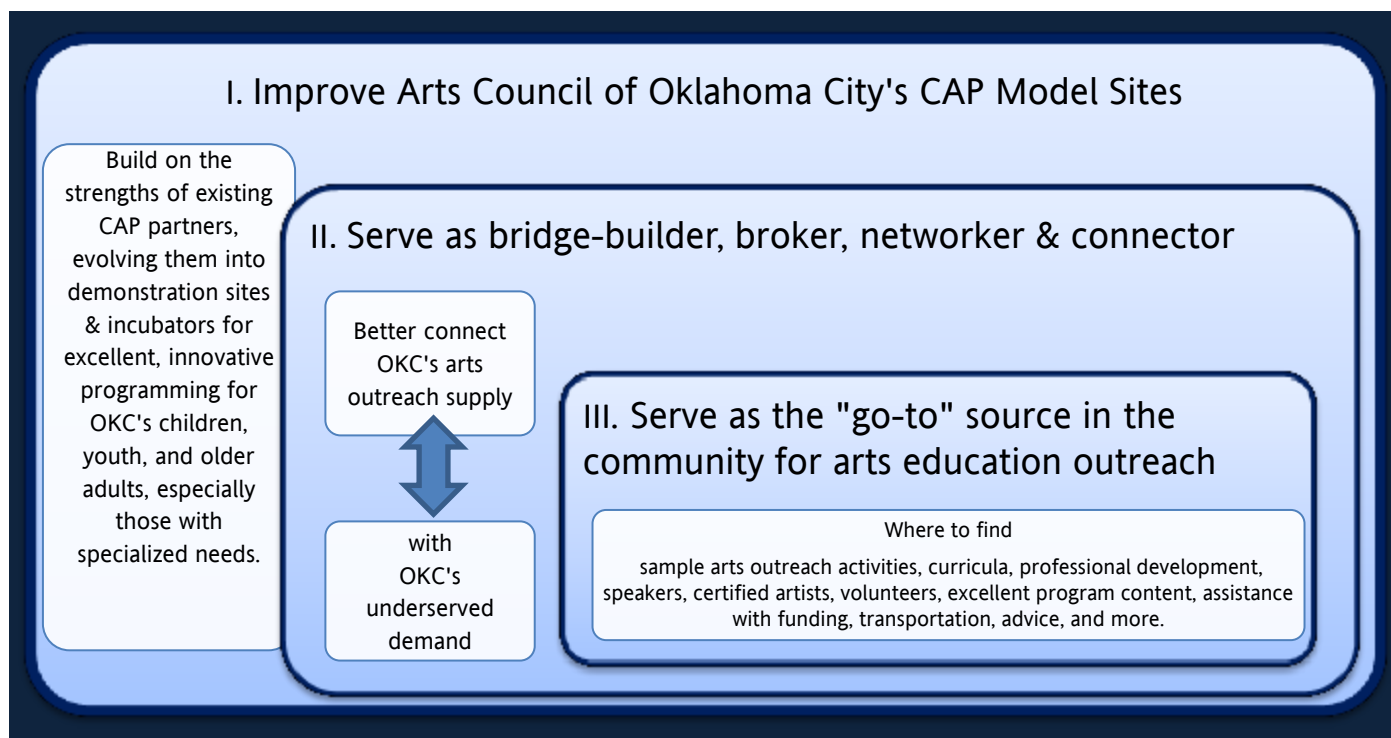 I. Improve Arts Council of Oklahoma City's CAP Model Sites
Build on the
strengths of existing
CAP partners,
evolving them into
demonstration sites
& incubators for
excellent, innovative
programming for
OKC's children,
youth, and older
adults, especially
those with
specialized needs.
II. Serve as bridge-builder, broker, networker & connector
Better connect
OKC's arts
outreach supply
with
OKC's
underserved
demand
III. Serve as the "go-to" source in the
community for arts education outreach
Where to find
sample arts outreach activities, curricula, professional development,
speakers, certified artists, volunteers, excellent program content, assistance
with funding, transportation, advice, and more.